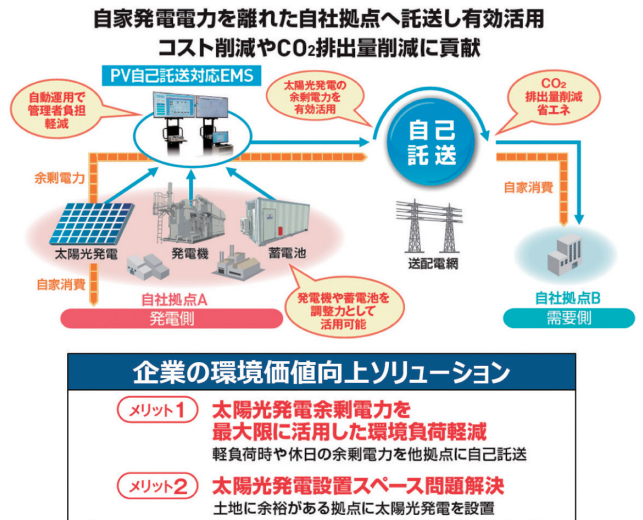 自家発電電力を離れた自社拠点へ託送し有効活用
コスト削減やCO₂排出量削減に貢献
PV自己託送対応EMS
自動運用で
管理者負担
軽減
太陽光発電の
余剰電力を
有効活用
CO₂
排出量削減
省エネ
自己
託送
余剰電力
自家消費
太陽光発電
発電機
蓄電池
送配電網
自家消費
自社拠点A
発電側
発電機や蓄電池を
調整力として
活用可能
自社拠点B
需要側
企業の環境価値向上ソリューション
メリット1
太陽光発電余剰電力を
最大限に活用した環境負荷軽減
軽負荷時や休日の余剰電力を他拠点に自己託送
メリット2
太陽光発電設置スペース問題解決
土地に余裕がある拠点に太陽光発電を設置